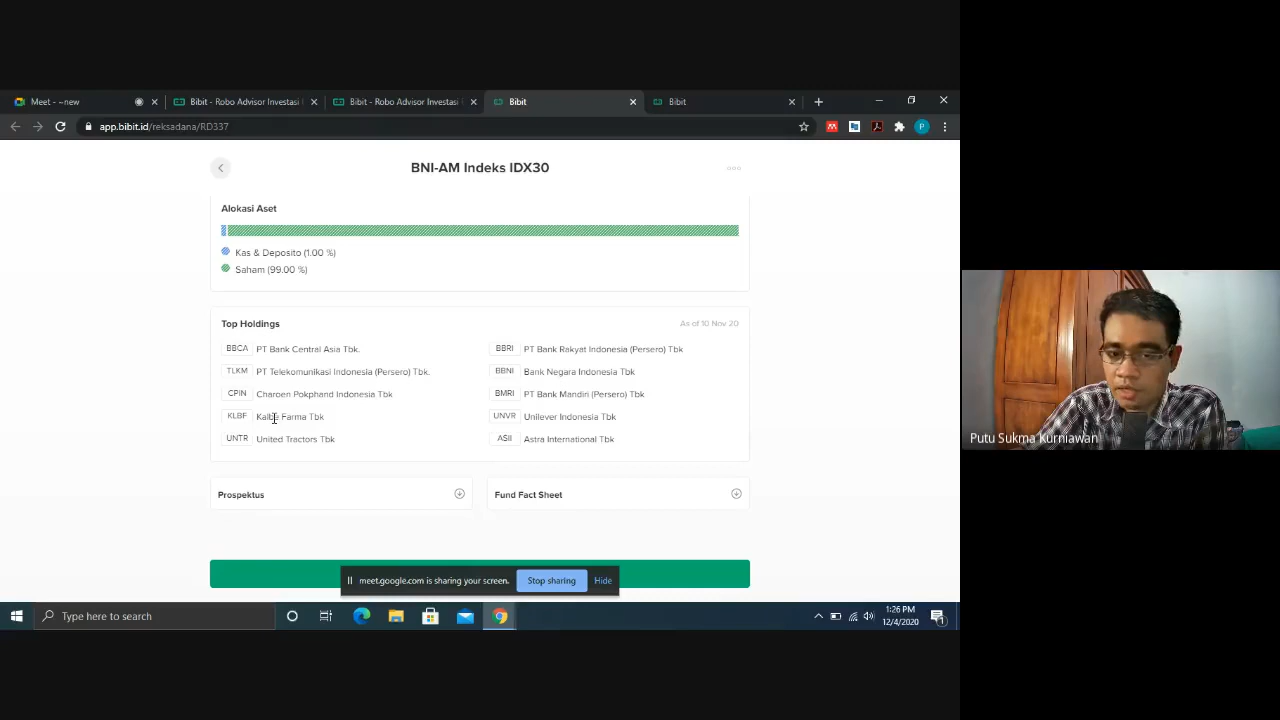 Meet - ~new
Bibit - Robo Advisor Investasi
Bibit - Robo Advisor Investasi
Bibit
Bibit
app.bibit.id/reksadana/RD337
P
BNI-AM Indeks IDX30
Alokasi Aset
Kas & Deposito (1.00 %)
Saham (99.00 %)
Top Holdings
As of 10 Nov 20
BBCA PT Bank Central Asia Tbk.
BBRI PT Bank Rakyat Indonesia (Persero) Tbk
TLKM PT Telekomunikasi Indonesia (Persero) Tbk.
BBNI Bank Negara Indonesia Tbk
CPIN Charoen Pokphand Indonesia Tbk
BMRI PT Bank Mandiri (Persero) Tbk
KLBF Kalbe Farma Tbk
UNVR Unilever Indonesia Tbk
UNTR United Tractors Tbk
ASII Astra International Tbk
Prospektus
Fund Fact Sheet
meet.google.com is sharing your screen.
Stop sharing
Hide
Type here to search
1:26 PM
12/4/2020
1
Putu Sukma Kurniawan